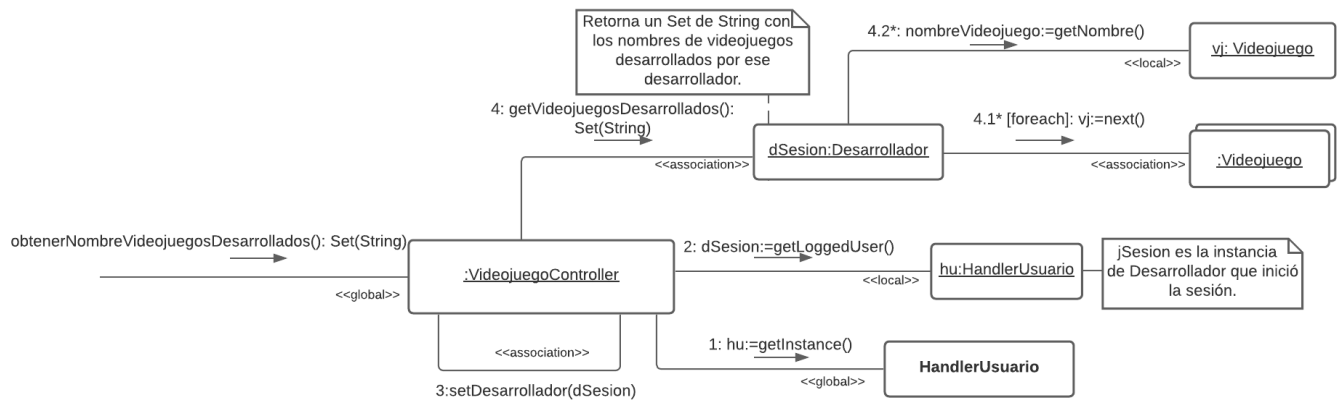 Retorna un Set de String con
los nombres de videojuegos
desarrollados por ese
desarrollador.
4.2*: nombreVideojuego:=getNombre()
<<local>>
vj: Videojuego
4: getVideojuegosDesarrollados():
Set(String)
<<association>>
dSesion:Desarrollador
4.1* [foreach]: vj:=next()
<<association>>
:Videojuego
obtenerNombreVideojuegosDesarrollados(): Set(String)
<<global>>
:VideojuegoController
2: dSesion:=getLoggedUser()
<<local>>
hu:HandlerUsuario
jSesion es la instancia
de Desarrollador que inició
la sesión.
<<association>>
3:setDesarrollador(dSesion)
1: hu:=getInstance()
<<global>>
HandlerUsuario